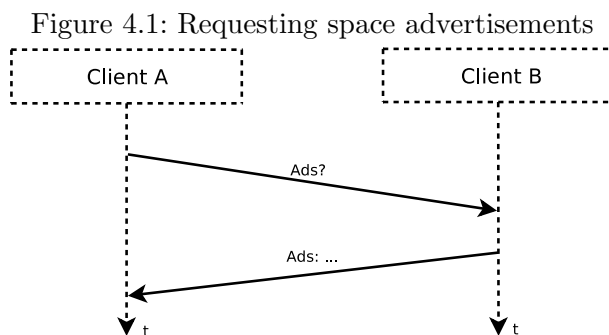 Figure 4.1: Requesting space advertisements
Client A
Client B
Ads?
Ads: ...
t
t